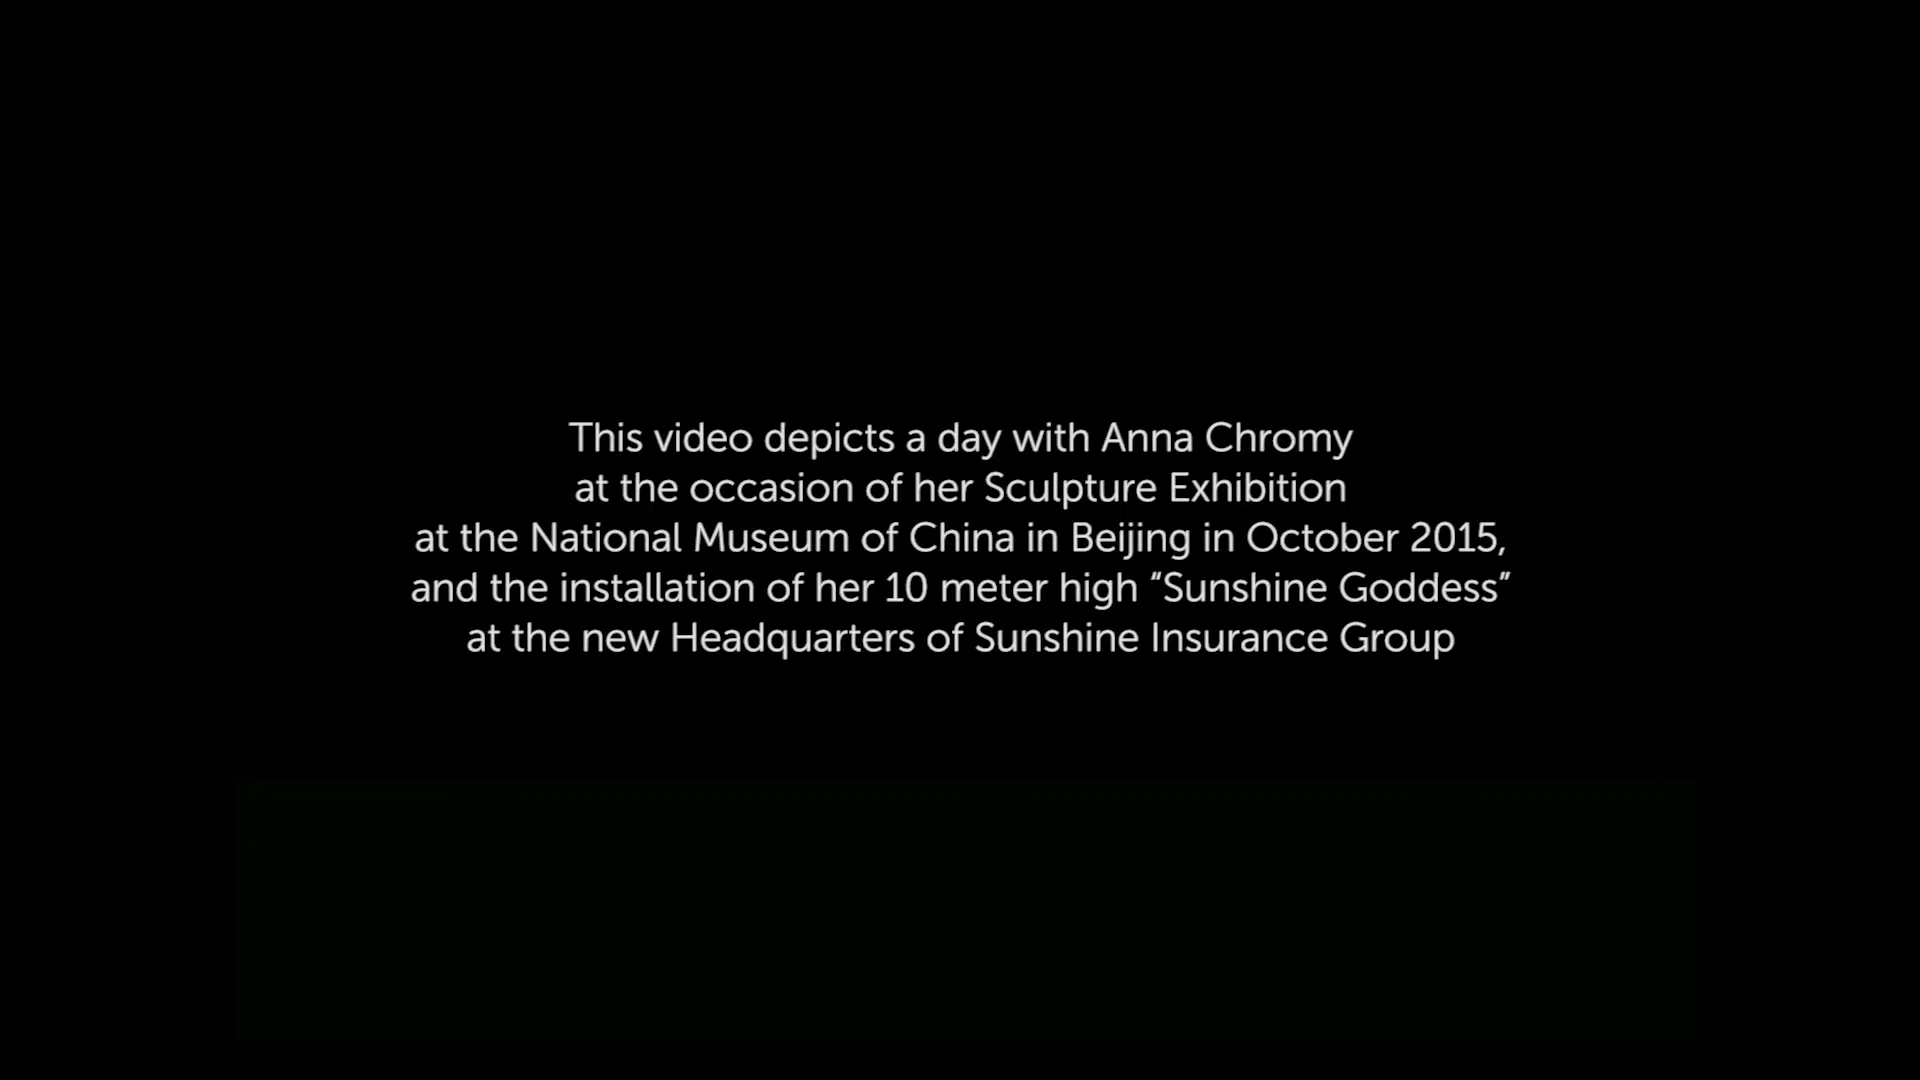 This video depicts a day with Anna Chromy
at the occasion of her Sculpture Exhibition
at the National Museum of China in Beijing in October 2015,
and the installation of her 10 meter high “Sunshine Goddess”
at the new Headquarters of Sunshine Insurance Group